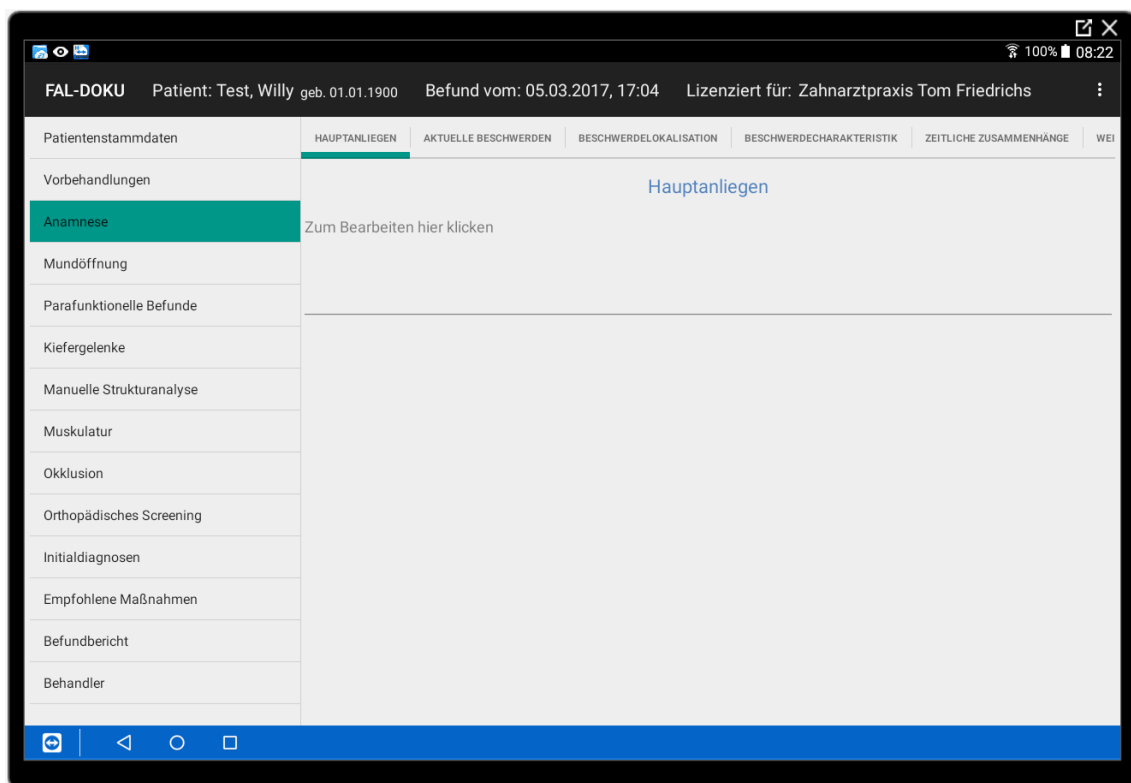 100% 08:22
FAL-DOKU Patient: Test, Willy geb. 01.01.1900 Befund vom: 05.03.2017, 17:04 Lizenziert für: Zahnarztpraxis Tom Friedrichs
HAUPTANLIEGEN AKTUELLE BESCHWERDEN BESCHWERDELOKALISATION BESCHWERDECHARAKTERISTIK ZEITLICHE ZUSAMMENHÄNGE WEI
Patientenstammdaten
Vorbehandlungen
Anamnese
Mundöffnung
Parafunktionelle Befunde
Kiefergelenke
Manuelle Strukturanalyse
Muskulatur
Okklusion
Orthopädisches Screening
Initialdiagnosen
Empfohlene Maßnahmen
Befundbericht
Behandler
Hauptanliegen
Zum Bearbeiten hier klicken